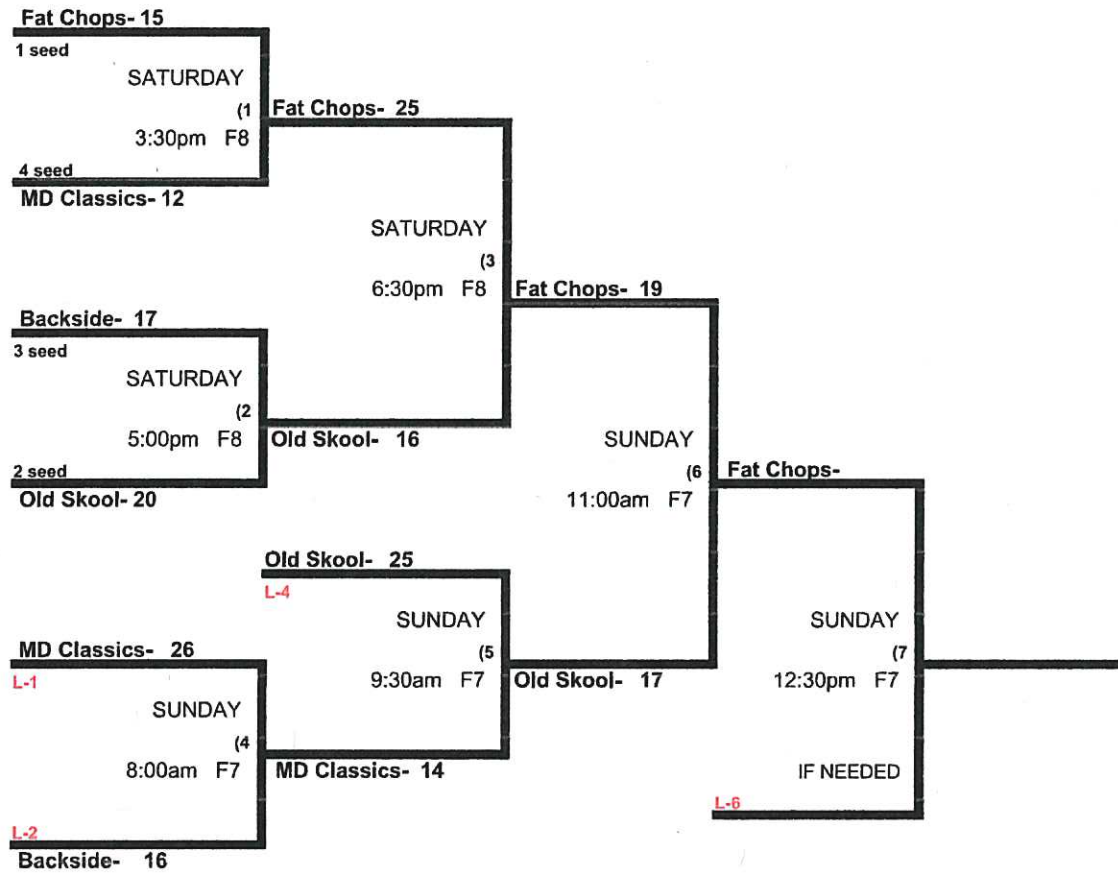 Fat Chops- 15
1 seed
SATURDAY
(1
3:30pm F8
4 seed
MD Classics- 12
Fat Chops- 25
SATURDAY
(3
6:30pm F8
Backside- 17
3 seed
SATURDAY
(2
5:00pm F8
2 seed
Old Skool- 20
Old Skool- 16
Fat Chops- 19
SUNDAY
(6
11:00am F7
Fat Chops-
Old Skool- 25
L-4
SUNDAY
(5
9:30am F7
Old Skool- 17
MD Classics- 26
L-1
SUNDAY
(4
8:00am F7
L-2
Backside- 16
MD Classics- 14
SUNDAY
(7
12:30pm F7
IF NEEDED
L-6